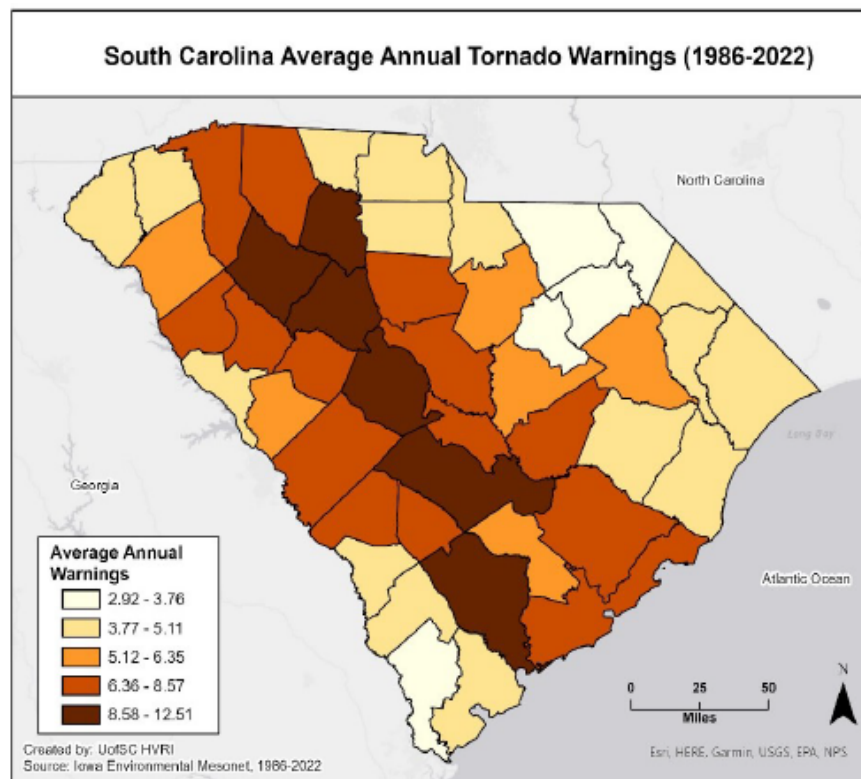 South Carolina Average Annual Tornado Warnings (1986-2022)
North Carolina
Long Bay
Georgia
Atlantic Ocean
Average Annual
Warnings
2.92 - 3.76
3.77 - 5.11
5.12 - 6.35
6.36 - 8.57
8.58 - 12.51
N
0 25 50
Miles
Created by: UofSC HVRI
Source: Iowa Environmental Mesonet, 1986-2022
Esri, HERE, Garmin, USGS, EPA, NPS